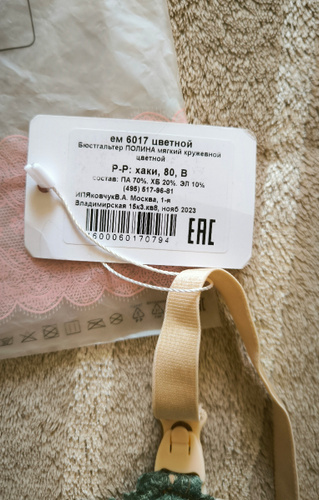 ем 6017 цветной
Бюстгальтер ПОЛИНА мягкий кружевной
цветной
Р-Р: хаки, 80, В
состав: ПА 70%, ХБ 20%, ЭЛ 10%
(495) 517-96-81
ИПЯковчукВ.А. Москва, 1-я
Владимирская 15к3.кв8, нояб 2023
4600060170794
EAC